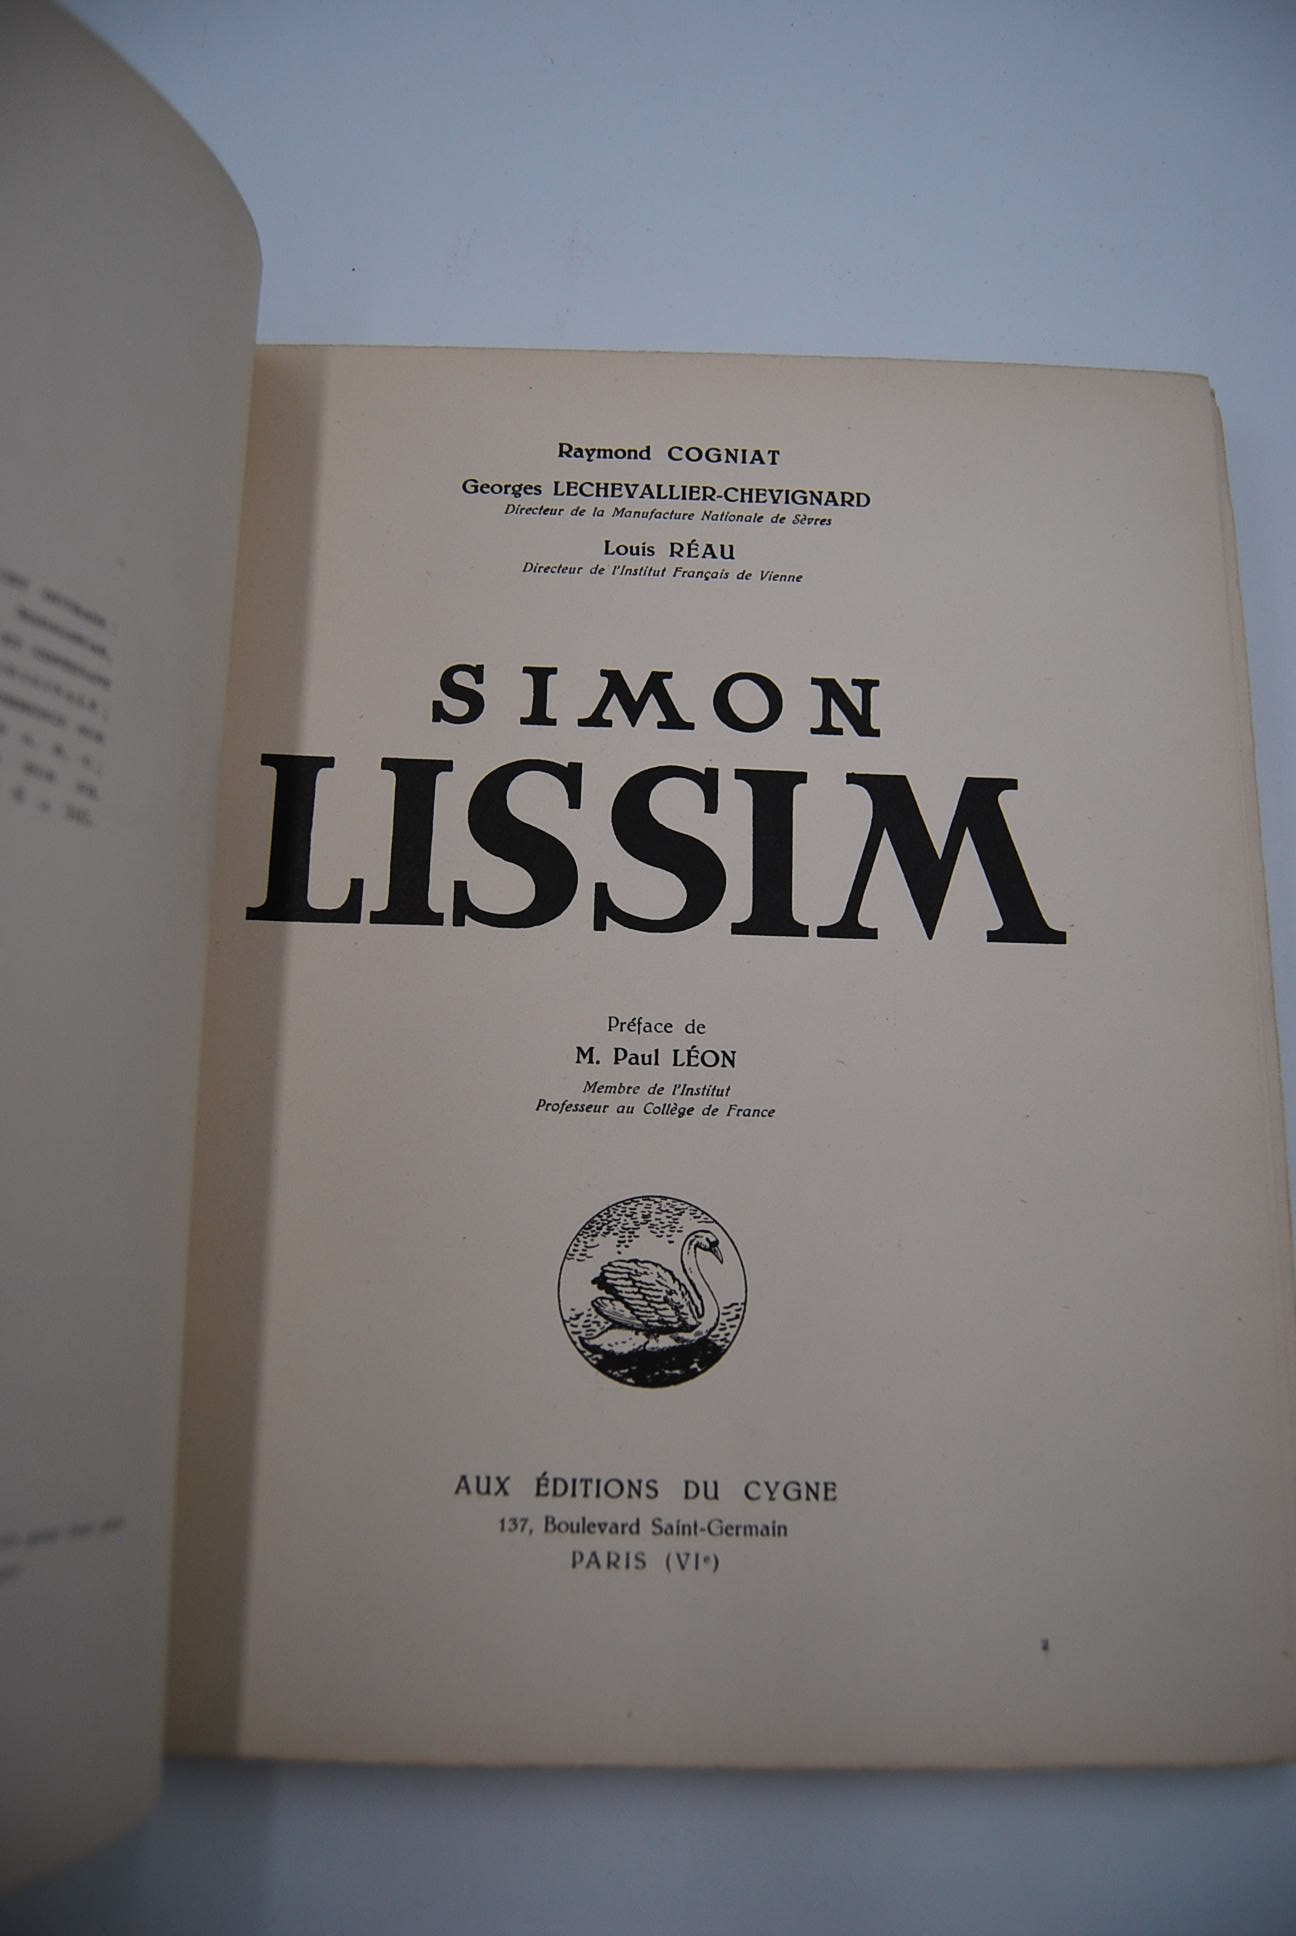 Raymond COGNIAT
Georges LECHEVALLIER-CHEVIGNARD
Directeur de la Manufacture Nationale de Sèvres
Louis RÉAU
Directeur de l'Institut Français de Vienne
SIMON
LISSIM
Préface de
M. Paul LÉON
Membre de l'Institut
Professeur au Collège de France
AUX ÉDITIONS DU CYGNE
137, Boulevard Saint-Germain
PARIS (VIe)